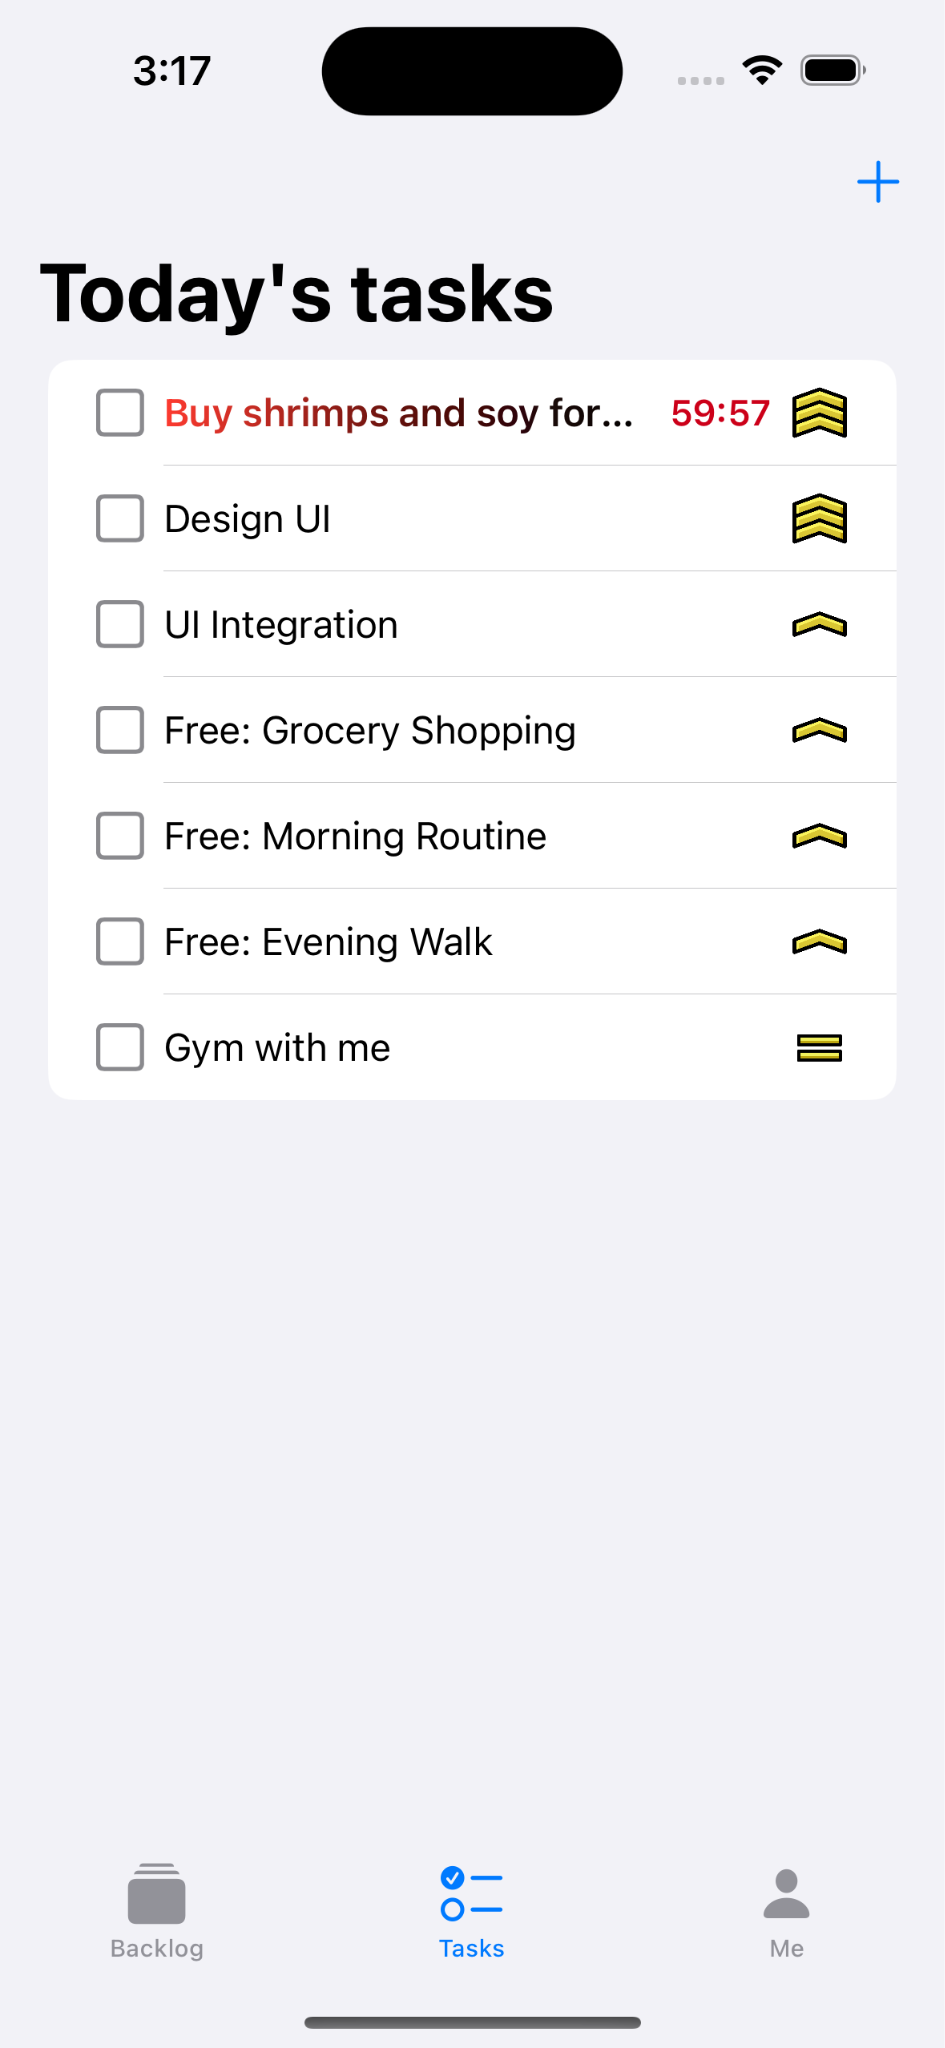 3:17
Today's tasks
Buy shrimps and soy for... 59:57
Design UI
UI Integration
Free: Grocery Shopping
Free: Morning Routine
Free: Evening Walk
Gym with me
Backlog Tasks Me